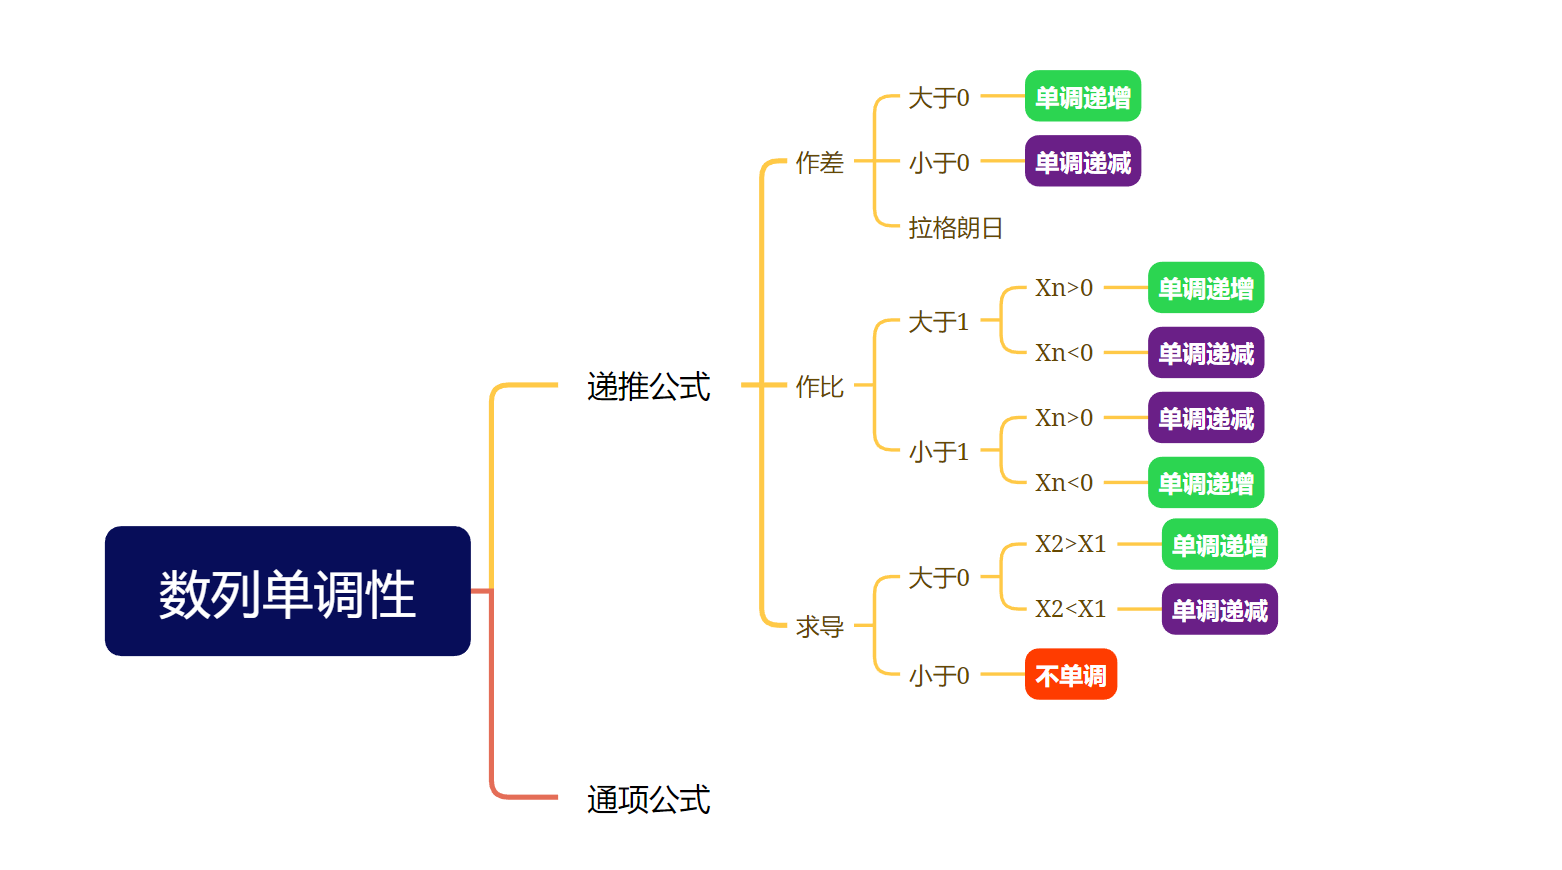 数列单调性
递推公式
作差
大于0
单调递增
小于0
单调递减
拉格朗日
作比
大于1
Xn>0
单调递增
Xn<0
单调递减
小于1
Xn>0
单调递减
Xn<0
单调递增
求导
大于0
X2>X1
单调递增
X2<X1
单调递减
小于0
不单调
通项公式